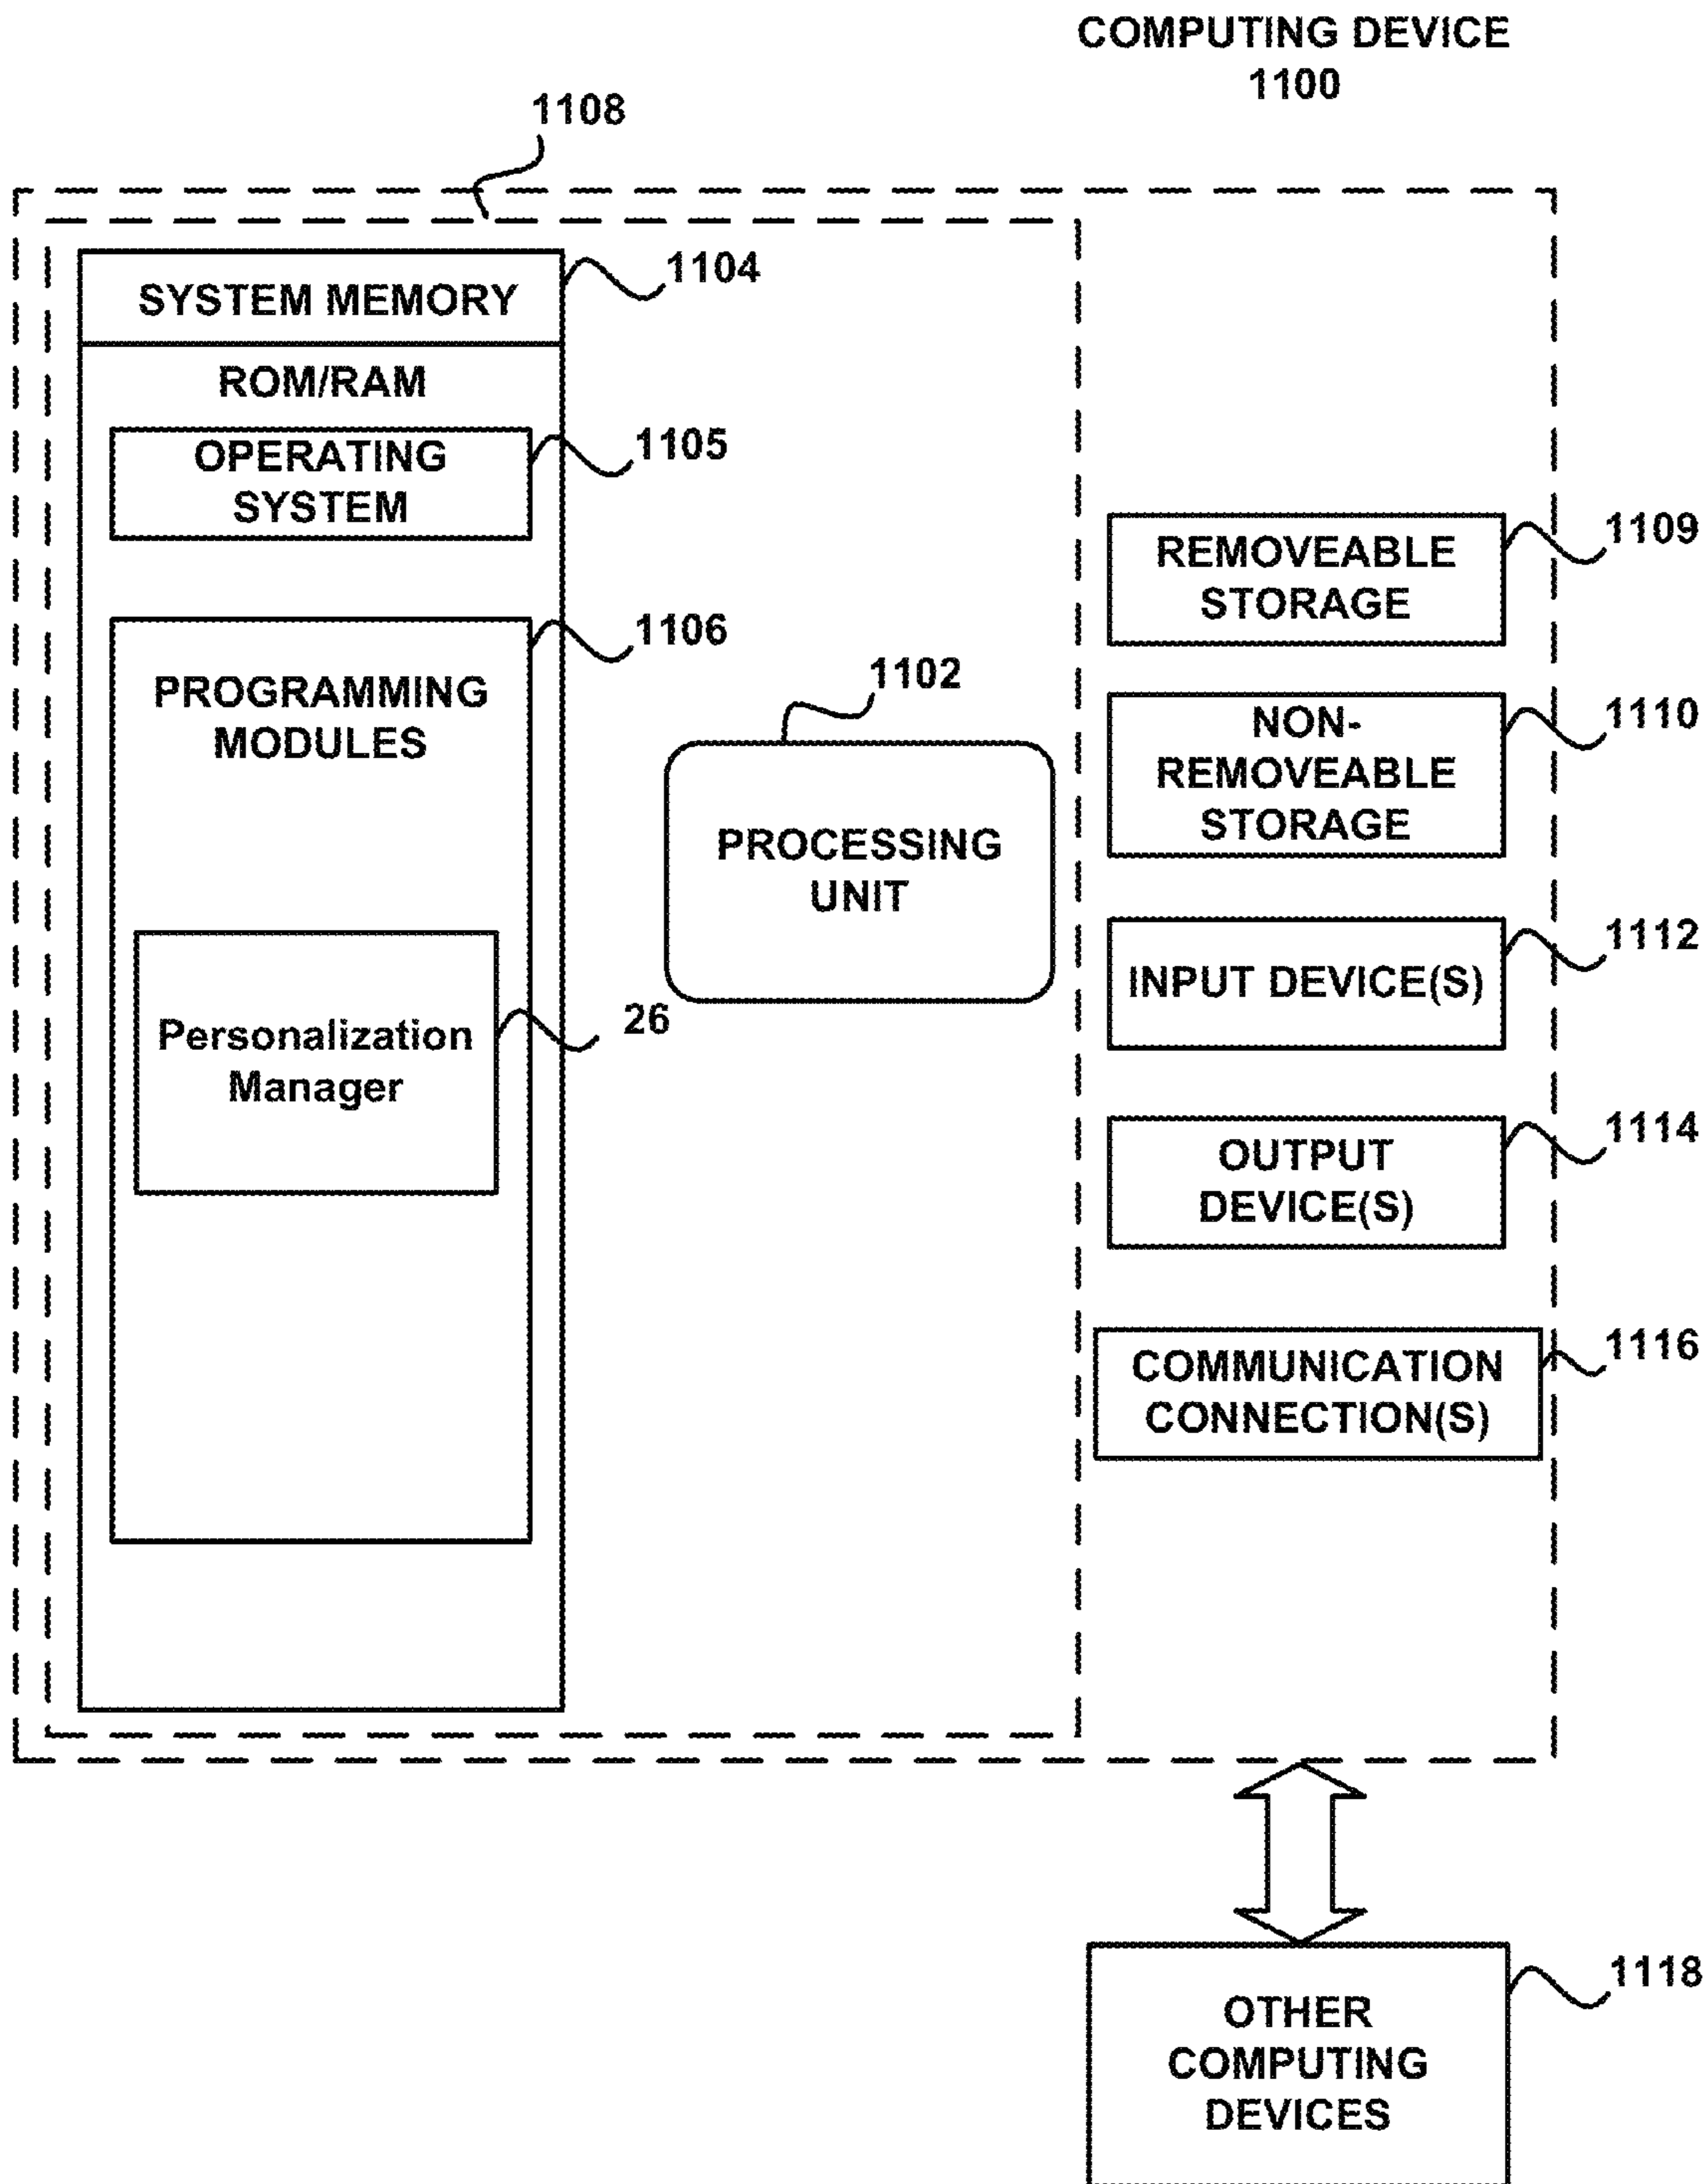 COMPUTING DEVICE
1100
1108
SYSTEM MEMORY
1104
ROM/RAM
OPERATING
SYSTEM
1105
PROGRAMMING
MODULES
1106
Personalization
Manager
26
1102
PROCESSING
UNIT
REMOVEABLE
STORAGE
1109
NON-
REMOVEABLE
STORAGE
1110
INPUT DEVICE(S)
1112
OUTPUT
DEVICE(S)
1114
COMMUNICATION
CONNECTION(S)
1116
OTHER
COMPUTING
DEVICES
1118